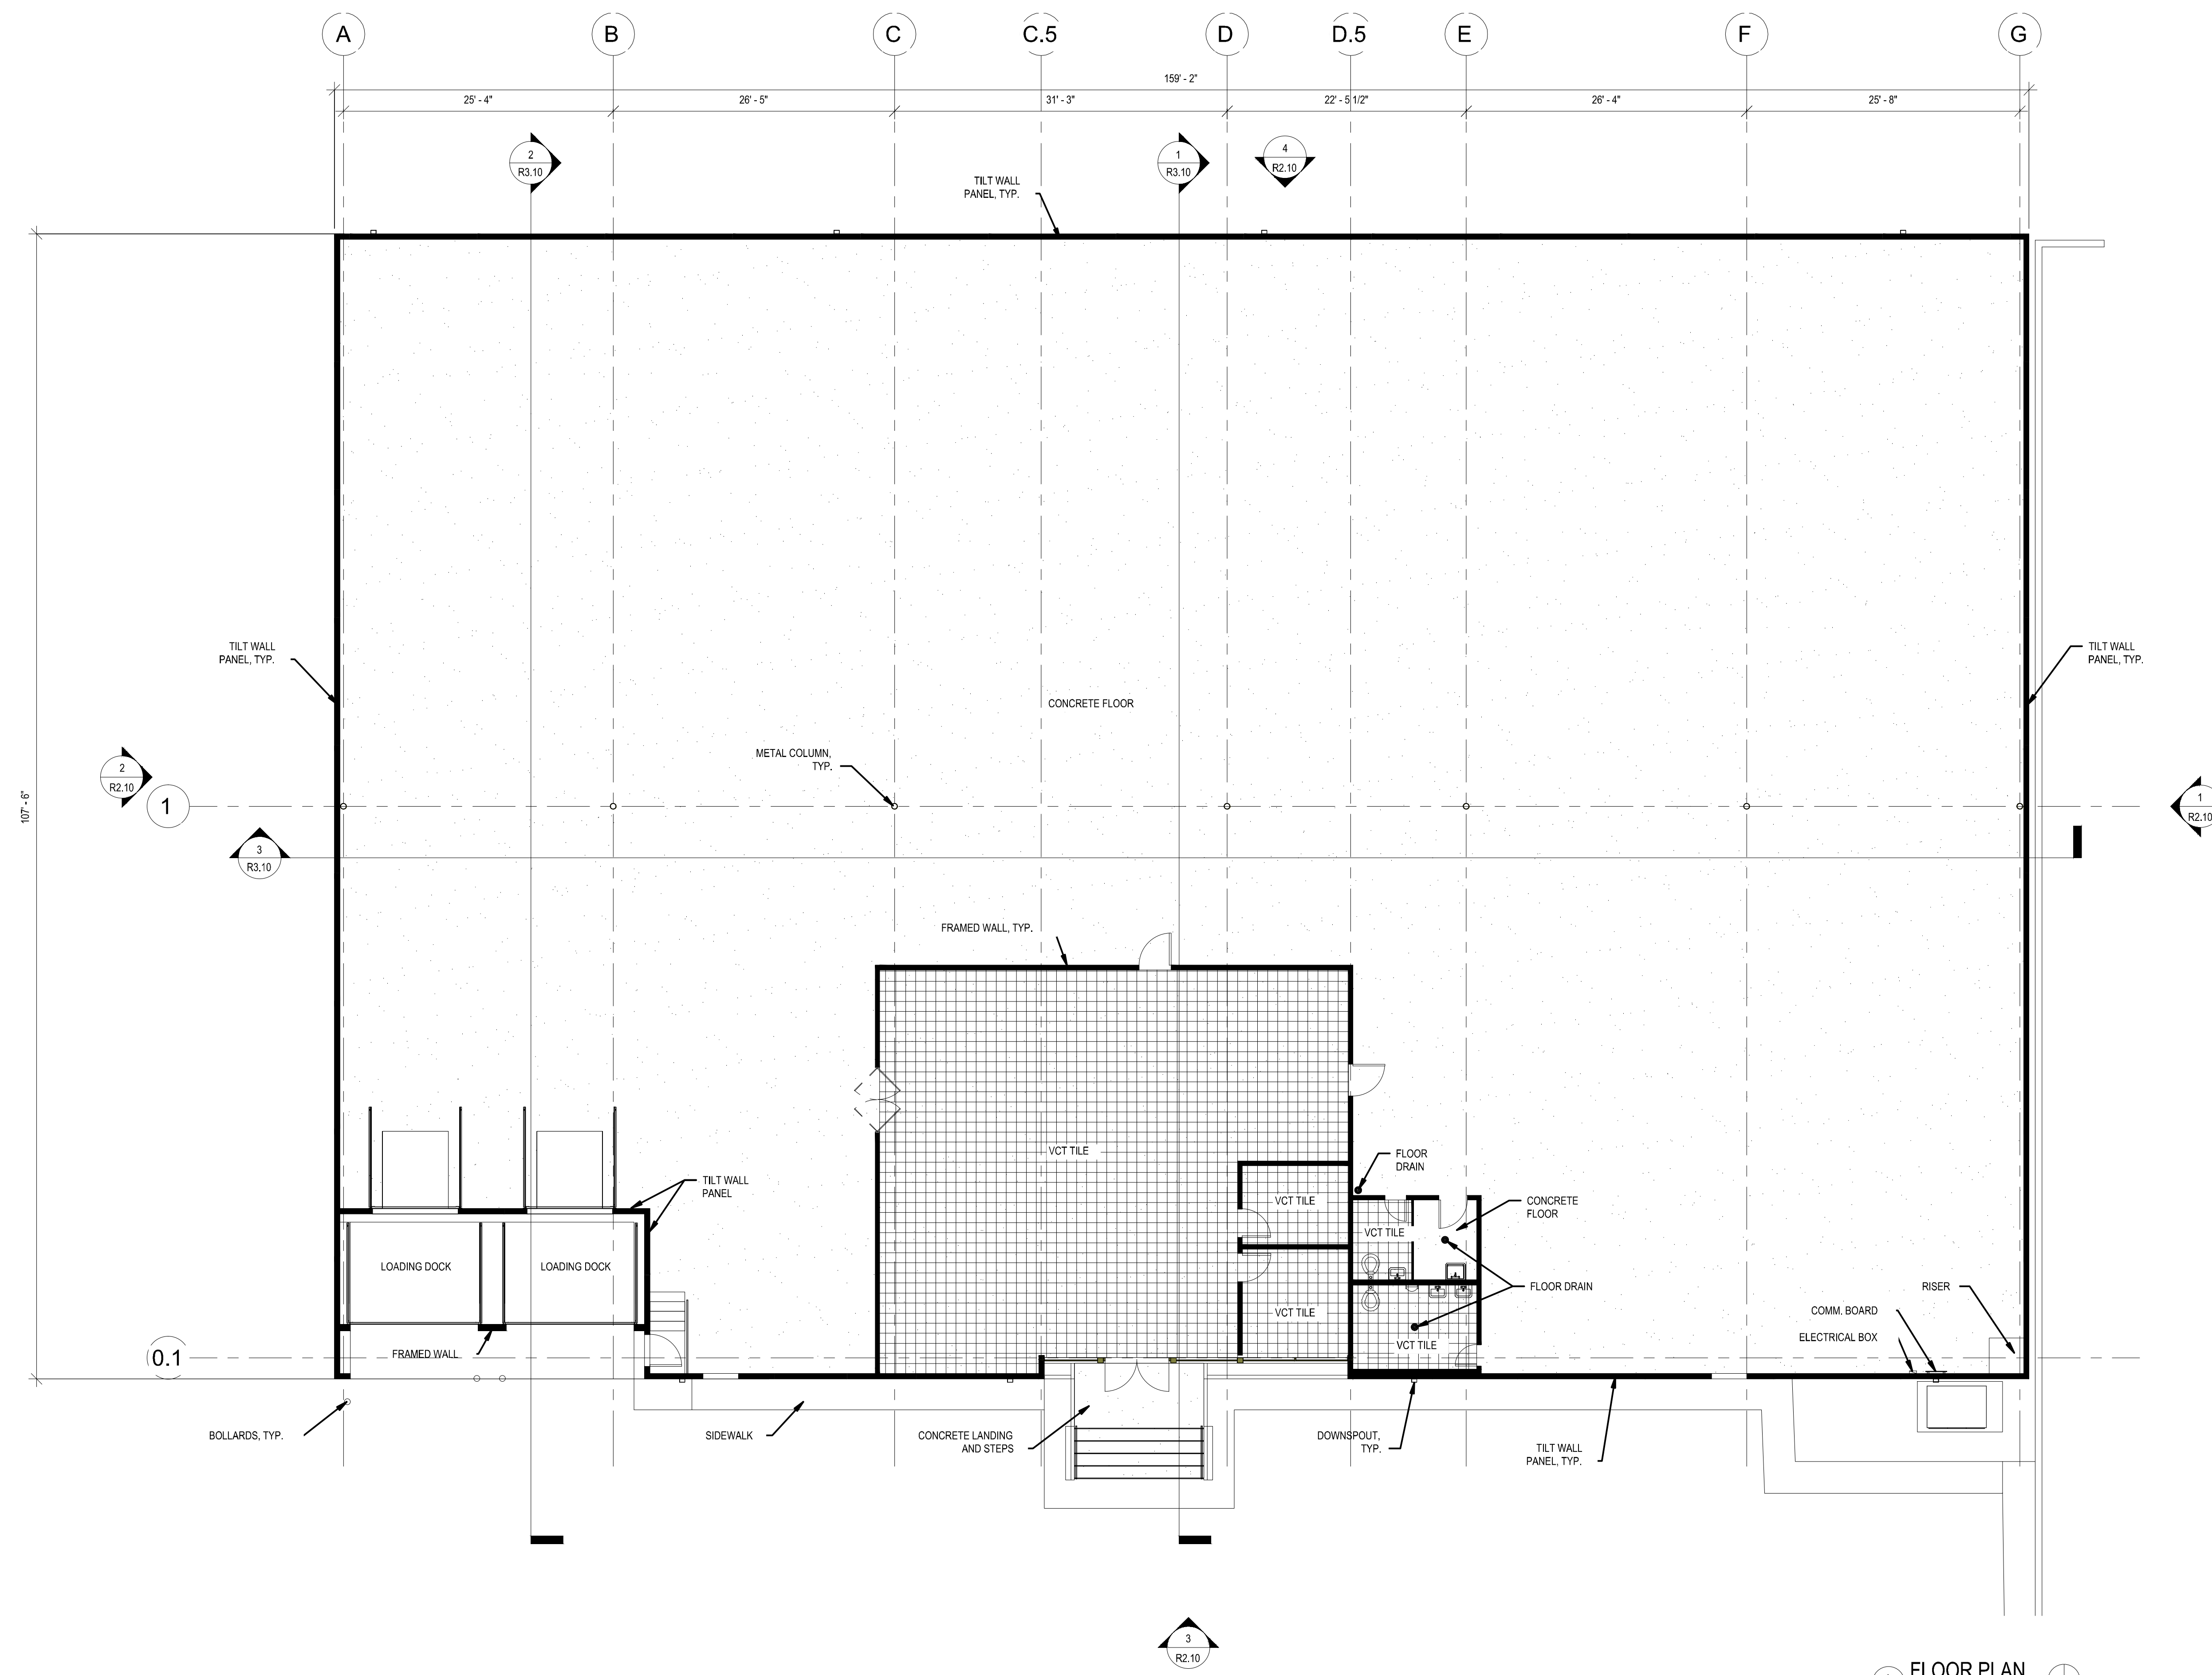 A
B
C
C.5
D
D.5
E
F
G
159' - 2"
25' - 4"
26' - 5"
31' - 3"
22' - 5 1/2"
26' - 4"
25' - 8"
2
R3.10
1
R3.10
4
R2.10
TILT WALL
PANEL, TYP.
TILT WALL
PANEL, TYP.
TILT WALL
PANEL, TYP.
CONCRETE FLOOR
METAL COLUMN,
TYP.
2
R2.10
1
107' - 6"
1
R2.10
3
R3.10
FRAMED WALL, TYP.
VCT TILE
FLOOR
DRAIN
TILT WALL
PANEL
VCT TILE
CONCRETE
FLOOR
VCT TILE
LOADING DOCK
LOADING DOCK
FLOOR DRAIN
RISER
VCT TILE
COMM. BOARD
ELECTRICAL BOX
VCT TILE
FRAMED WALL
0.1
BOLLARDS, TYP.
SIDEWALK
CONCRETE LANDING
AND STEPS
DOWNSPOUT,
TYP.
TILT WALL
PANEL, TYP.
3
R2.10
FLOOR PLAN